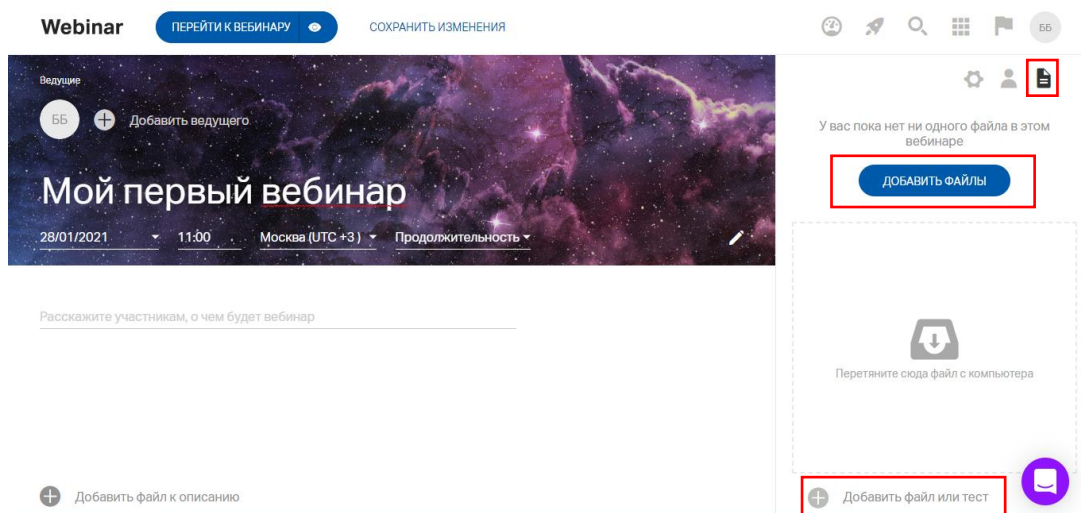 Webinar
ПЕРЕЙТИ К ВЕБИНАРУ
СОХРАНИТЬ ИЗМЕНЕНИЯ
ББ
Ведущие
ББ
Добавить ведущего
Мой первый вебинар
28/01/2021 11:00 Москва (UTC +3 ) Продолжительность
Расскажите участникам, о чем будет вебинар
Добавить файл к описанию
У вас пока нет ни одного файла в этом
вебинаре
ДОБАВИТЬ ФАЙЛЫ
Перетяните сюда файл с компьютера
Добавить файл или тест